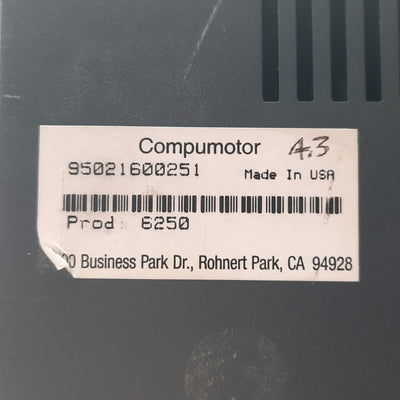 Compumotor 4.3
95021600251 Made In USA
Prod: 6250
00 Business Park Dr., Rohnert Park, CA 94928